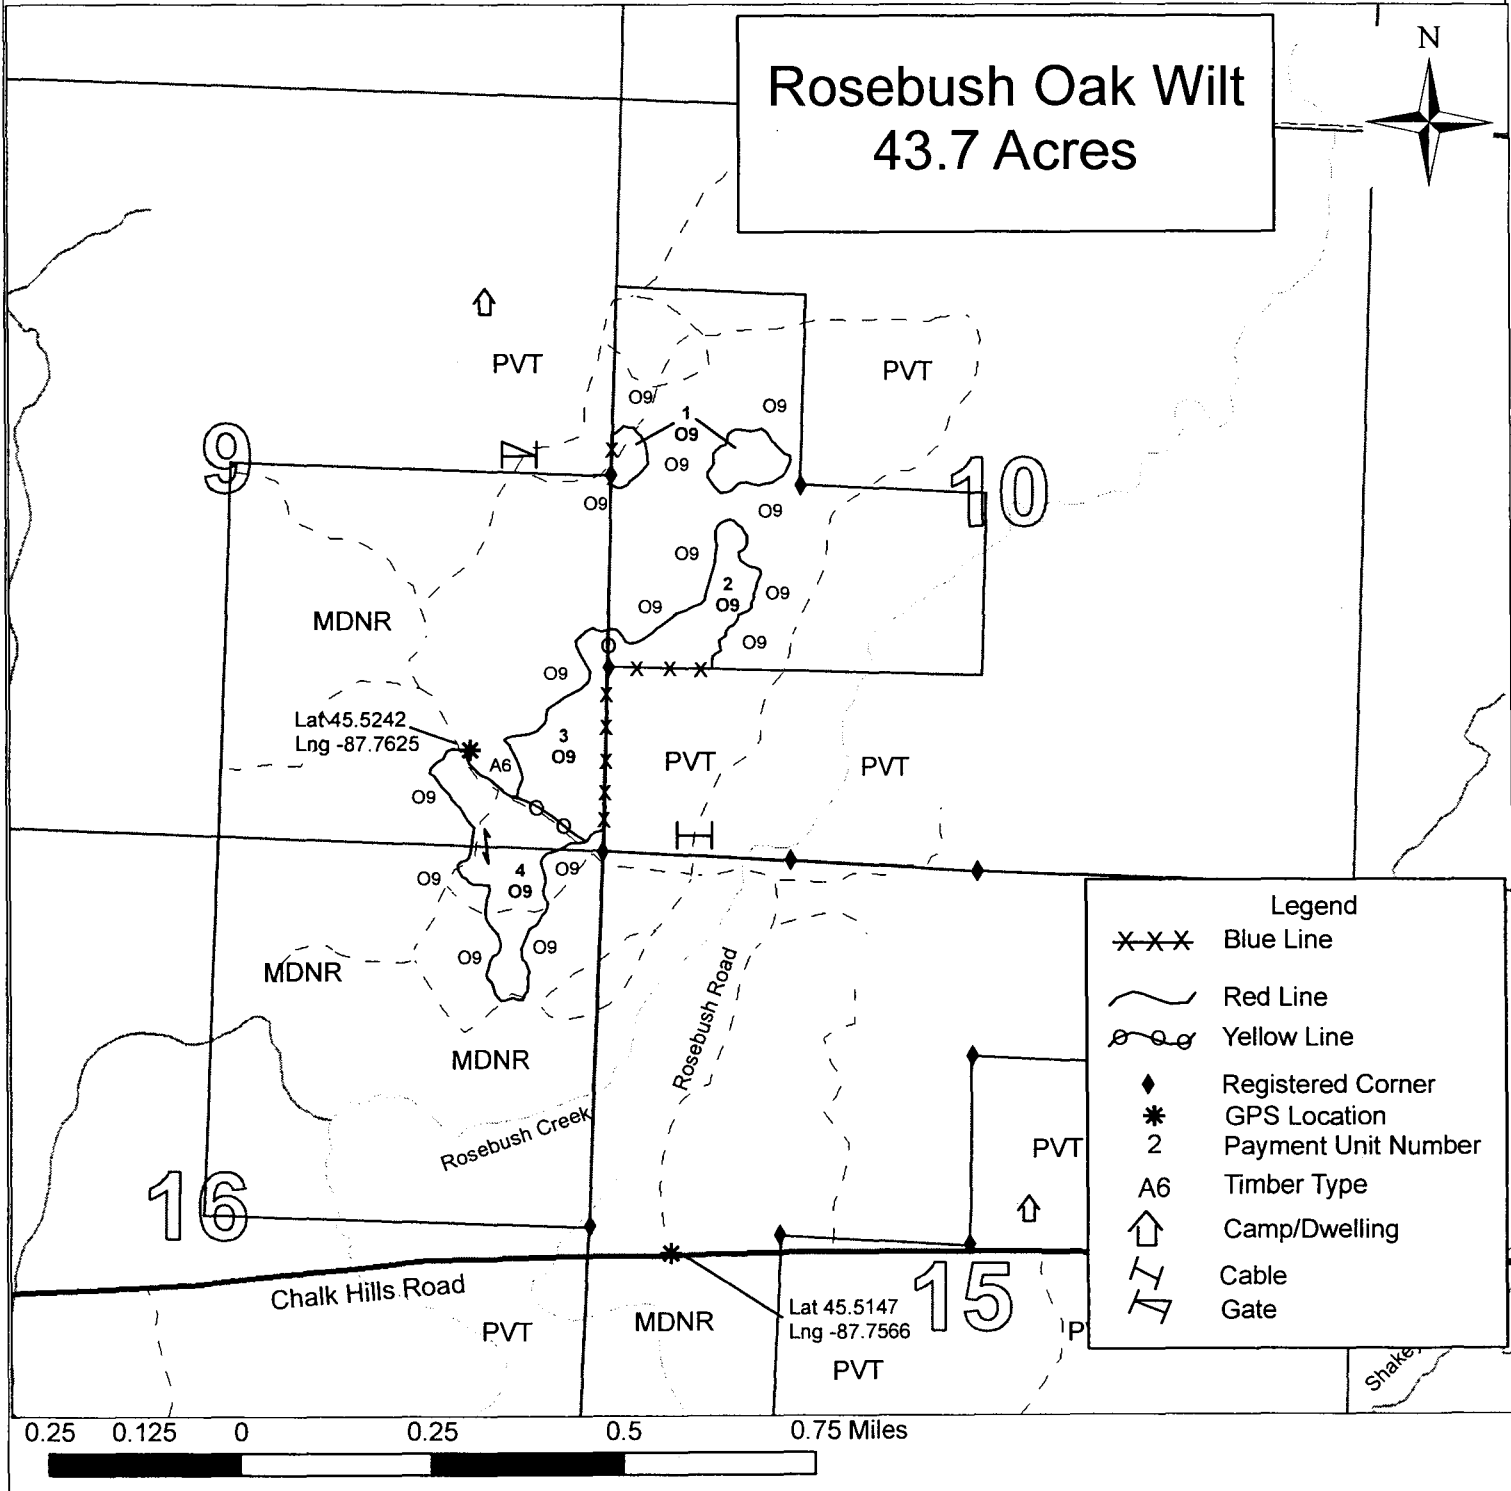 Rosebush Oak Wilt
43.7 Acres
N
PVT
PVT
O9
O9
1
O9
O9
9
10
O9
O9
O9
2
O9
O9
O9
MDNR
O9
O9
Lat 45.5242
Lng -87.7625
3
O9
A6
PVT
PVT
O9
4
O9
O9
O9
O9
O9
MDNR
MDNR
Rosebush Road
Rosebush Creek
16
Chalk Hills Road
PVT
MDNR
Lat 45.5147
Lng -87.7566
15
PVT
PVT
Legend
X X X Blue Line
Red Line
Yellow Line
Registered Corner
GPS Location
2 Payment Unit Number
A6 Timber Type
Camp/Dwelling
Cable
Gate
0.25 0.125 0 0.25 0.5 0.75 Miles